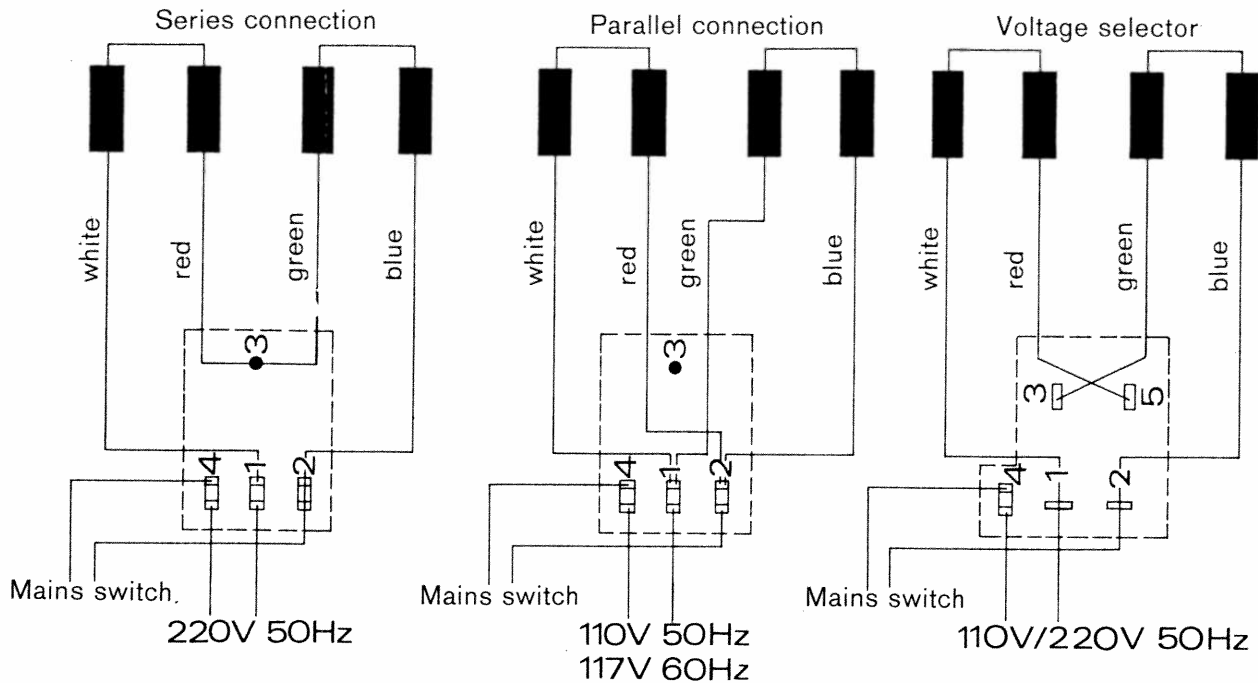 Series connection
white
red
green
blue
3
4
1
2
Mains switch.
220V 50Hz
Parallel connection
white
red
green
blue
3
4
1
2
Mains switch
110V 50Hz
117V 60Hz
Voltage selector
white
red
green
blue
3
5
4
1
2
Mains switch
110V/220V 50Hz